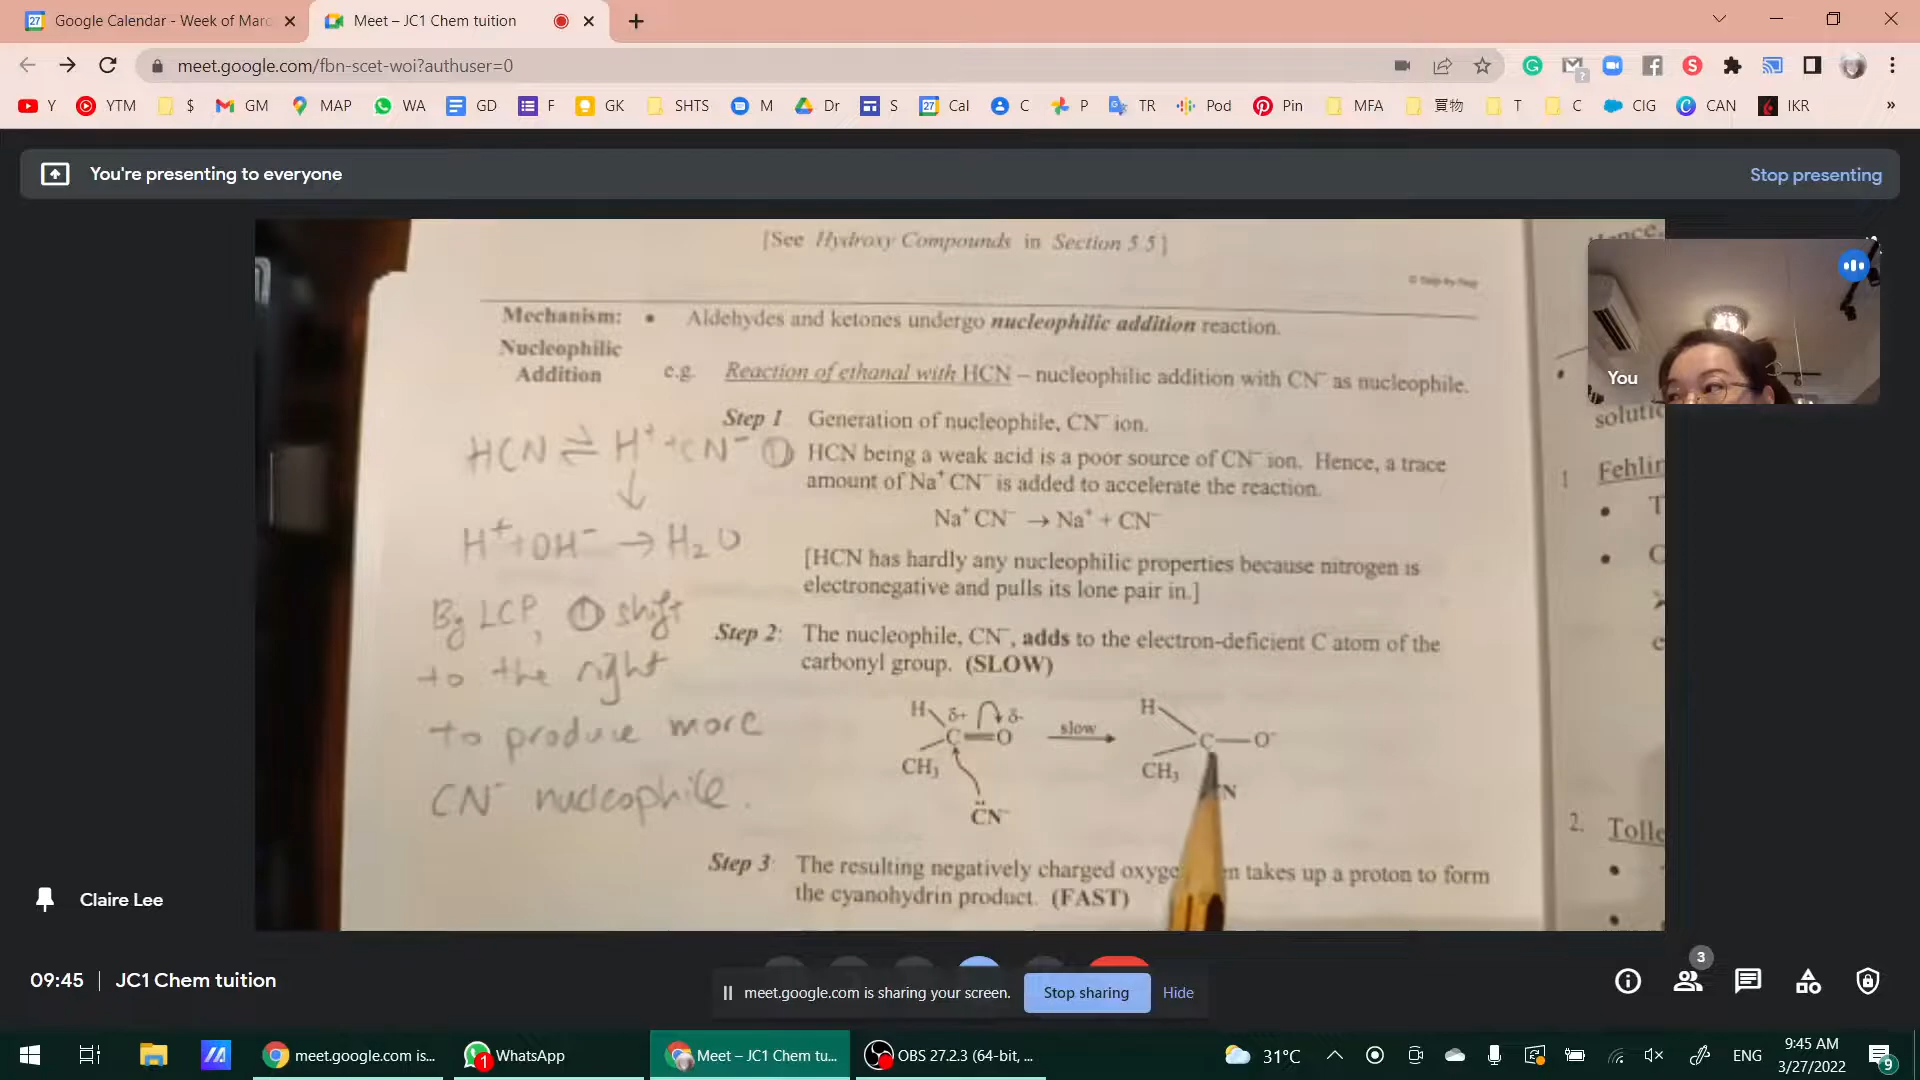 Google Calendar - Week of Marc
Meet – JC1 Chem tuition
meet.google.com/fbn-scet-woi?authuser=0
Y YTM $ GM MAP WA GD F GK SHTS M Dr S Cal C P TR Pod Pin MFA 買物 T C CIG CAN IKR »
You're presenting to everyone
Stop presenting
[See Hydroxy Compounds in Section 5.5]
© Step-by-Step
Mechanism:
Nucleophilic
Addition
• Aldehydes and ketones undergo nucleophilic addition reaction.
e.g. Reaction of ethanal with HCN – nucleophilic addition with CN⁻ as nucleophile.
Step 1 Generation of nucleophile, CN⁻ ion.
HCN being a weak acid is a poor source of CN⁻ ion. Hence, a trace
amount of Na⁺CN⁻ is added to accelerate the reaction.
Na⁺CN⁻ → Na⁺ + CN⁻
[HCN has hardly any nucleophilic properties because nitrogen is
electronegative and pulls its lone pair in.]
Step 2: The nucleophile, CN⁻, adds to the electron-deficient C atom of the
carbonyl group. (SLOW)
H δ+ δ-
C=O
CH₃
CN⁻
slow
H
C—O⁻
CH₃
N
Step 3 The resulting negatively charged takes up a proton to form
the cyanohydrin product. (FAST)
HCN ⇌ H⁺ + CN⁻ ①
↓
H⁺ + OH⁻ → H₂O
By LCP, ① shift
to the right
to produce more
CN⁻ nucleophile.
1 Fehlin
2. Tolle
You
Claire Lee
09:45 | JC1 Chem tuition
meet.google.com is sharing your screen.
Stop sharing
Hide
3
meet.google.com is...
1
WhatsApp
Meet – JC1 Chem tu...
OBS 27.2.3 (64-bit, ...
31°C
ENG
9:45 AM
3/27/2022
9